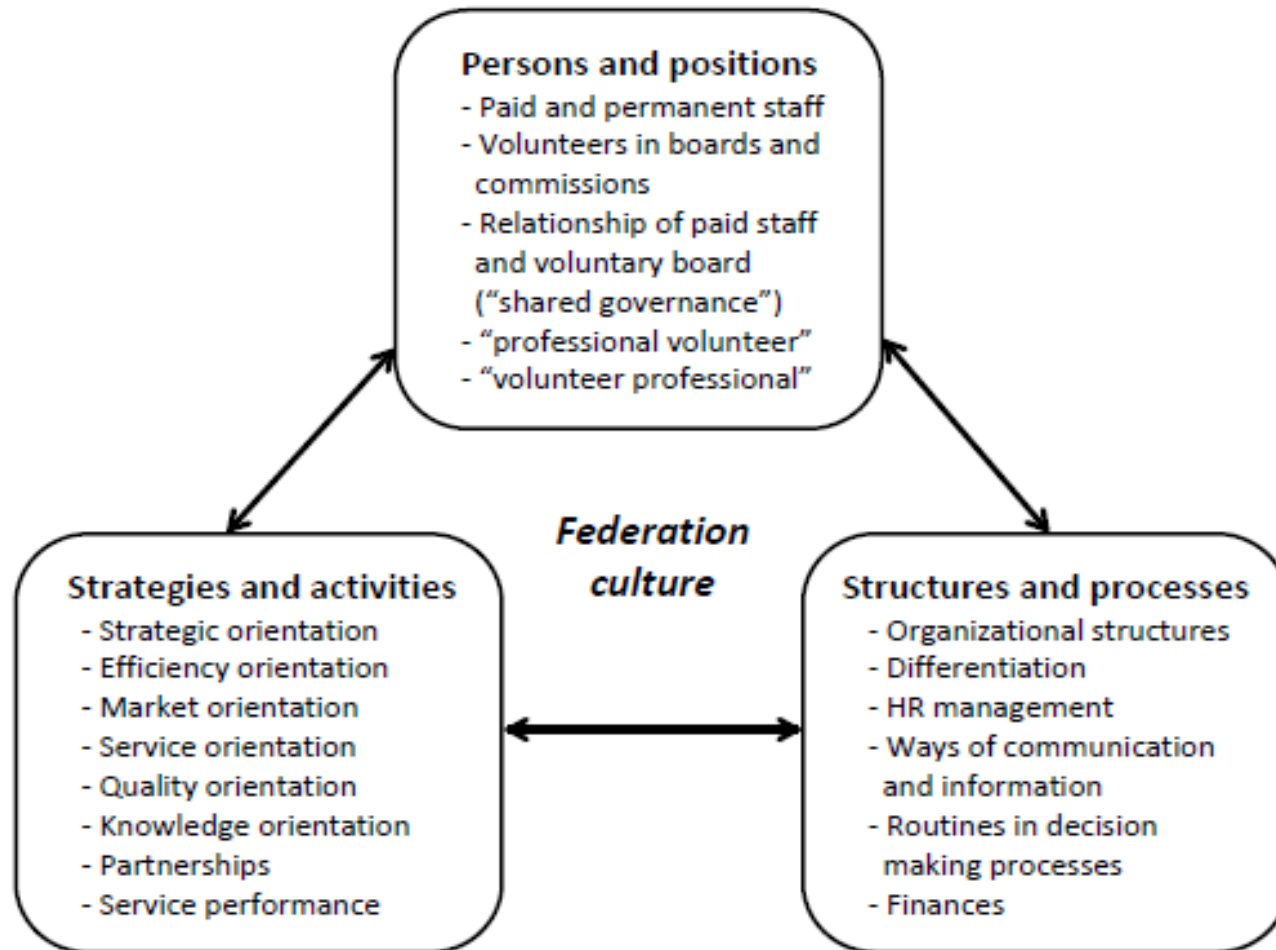 Persons and positions
- Paid and permanent staff
- Volunteers in boards and
commissions
- Relationship of paid staff
and voluntary board
(“shared governance”)
- “professional volunteer”
- “volunteer professional”
Federation
culture
Strategies and activities
- Strategic orientation
- Efficiency orientation
- Market orientation
- Service orientation
- Quality orientation
- Knowledge orientation
- Partnerships
- Service performance
Structures and processes
- Organizational structures
- Differentiation
- HR management
- Ways of communication
and information
- Routines in decision
making processes
- Finances